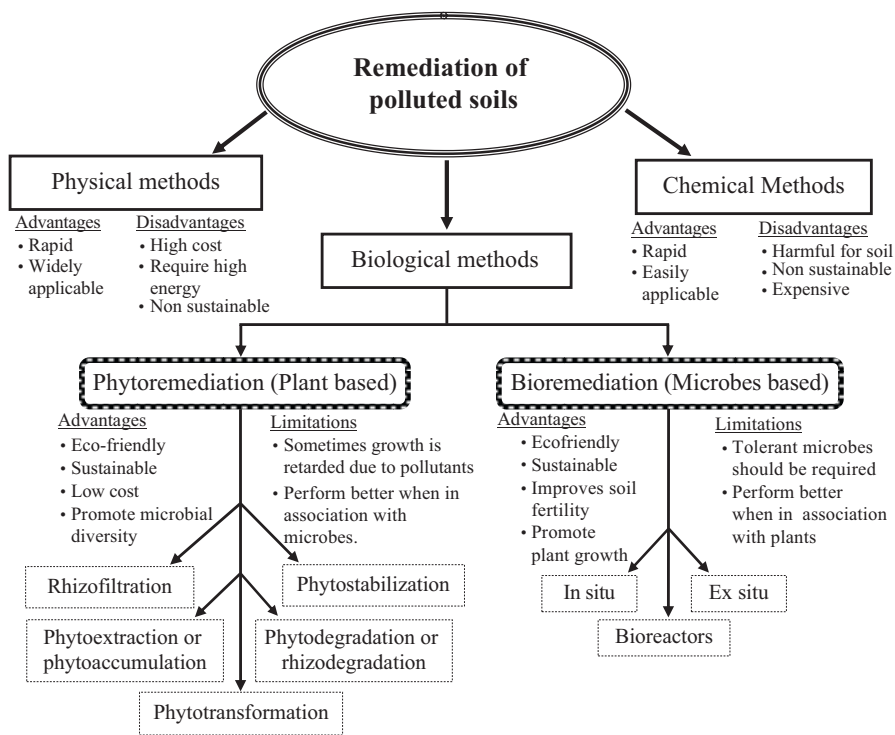 Remediation of
polluted soils
Physical methods
Advantages
• Rapid
• Widely
applicable
Disadvantages
• High cost
• Require high
energy
• Non sustainable
Biological methods
Chemical Methods
Advantages
• Rapid
• Easily
applicable
Disadvantages
• Harmful for soil
• Non sustainable
• Expensive
Phytoremediation (Plant based)
Advantages
• Eco-friendly
• Sustainable
• Low cost
• Promote microbial
diversity
Limitations
• Sometimes growth is
retarded due to pollutants
• Perform better when in
association with
microbes.
Rhizofiltration
Phytostabilization
Phytoextraction or
phytoaccumulation
Phytodegradation or
rhizodegradation
Phytotransformation
Bioremediation (Microbes based)
Advantages
• Ecofriendly
• Sustainable
• Improves soil
fertility
• Promote
plant growth
Limitations
• Tolerant microbes
should be required
• Perform better
when in association
with plants
In situ
Ex situ
Bioreactors